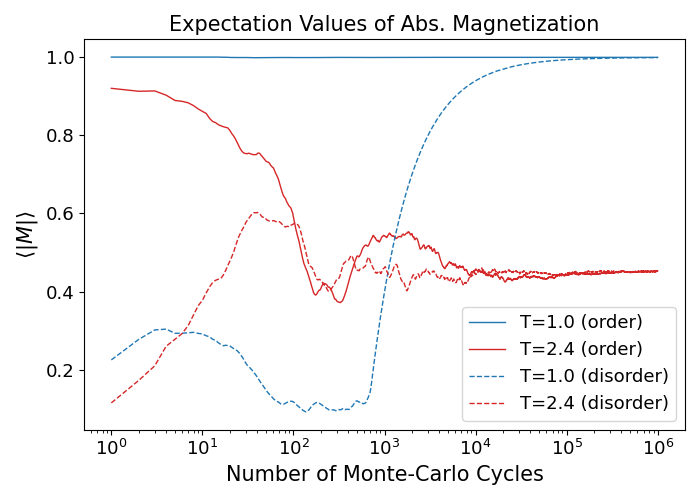 Expectation Values of Abs. Magnetization
⟨|M|⟩
1.0
0.8
0.6
0.4
0.2
T=1.0 (order)
T=2.4 (order)
T=1.0 (disorder)
T=2.4 (disorder)
10⁰ 10¹ 10² 10³ 10⁴ 10⁵ 10⁶
Number of Monte-Carlo Cycles